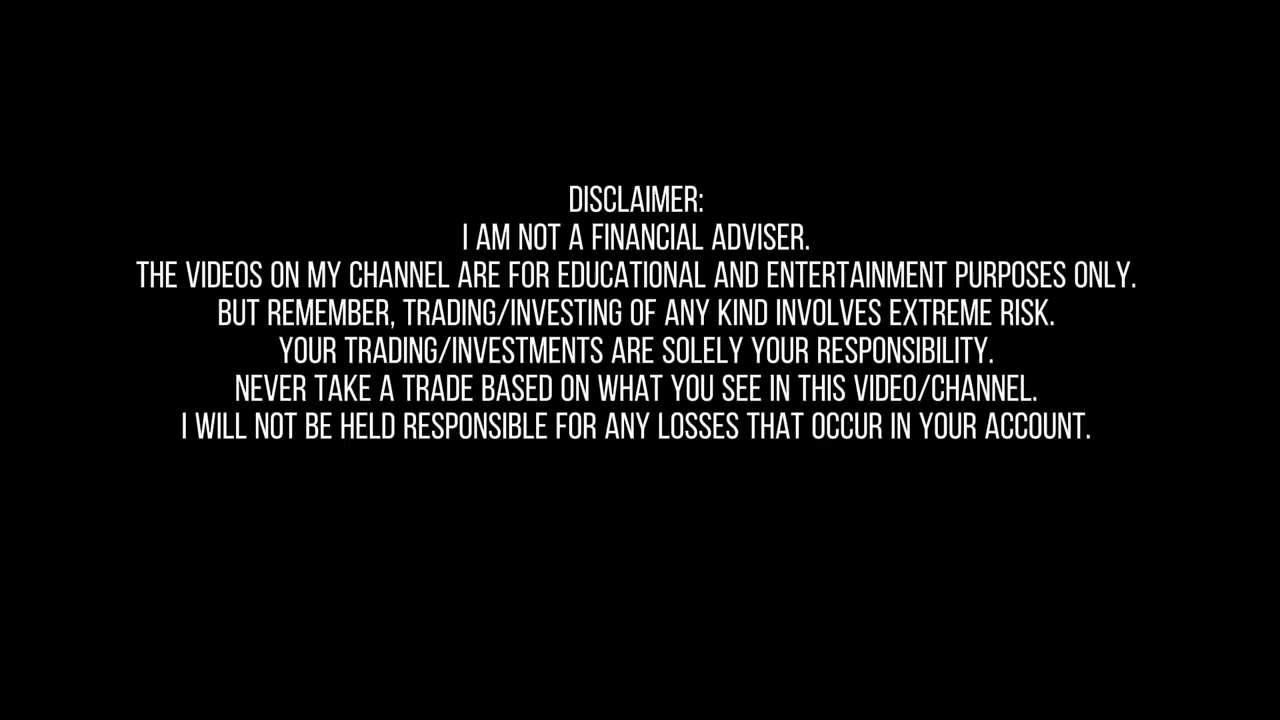 DISCLAIMER:
I AM NOT A FINANCIAL ADVISER.
THE VIDEOS ON MY CHANNEL ARE FOR EDUCATIONAL AND ENTERTAINMENT PURPOSES ONLY.
BUT REMEMBER, TRADING/INVESTING OF ANY KIND INVOLVES EXTREME RISK.
YOUR TRADING/INVESTMENTS ARE SOLELY YOUR RESPONSIBILITY.
NEVER TAKE A TRADE BASED ON WHAT YOU SEE IN THIS VIDEO/CHANNEL.
I WILL NOT BE HELD RESPONSIBLE FOR ANY LOSSES THAT OCCUR IN YOUR ACCOUNT.